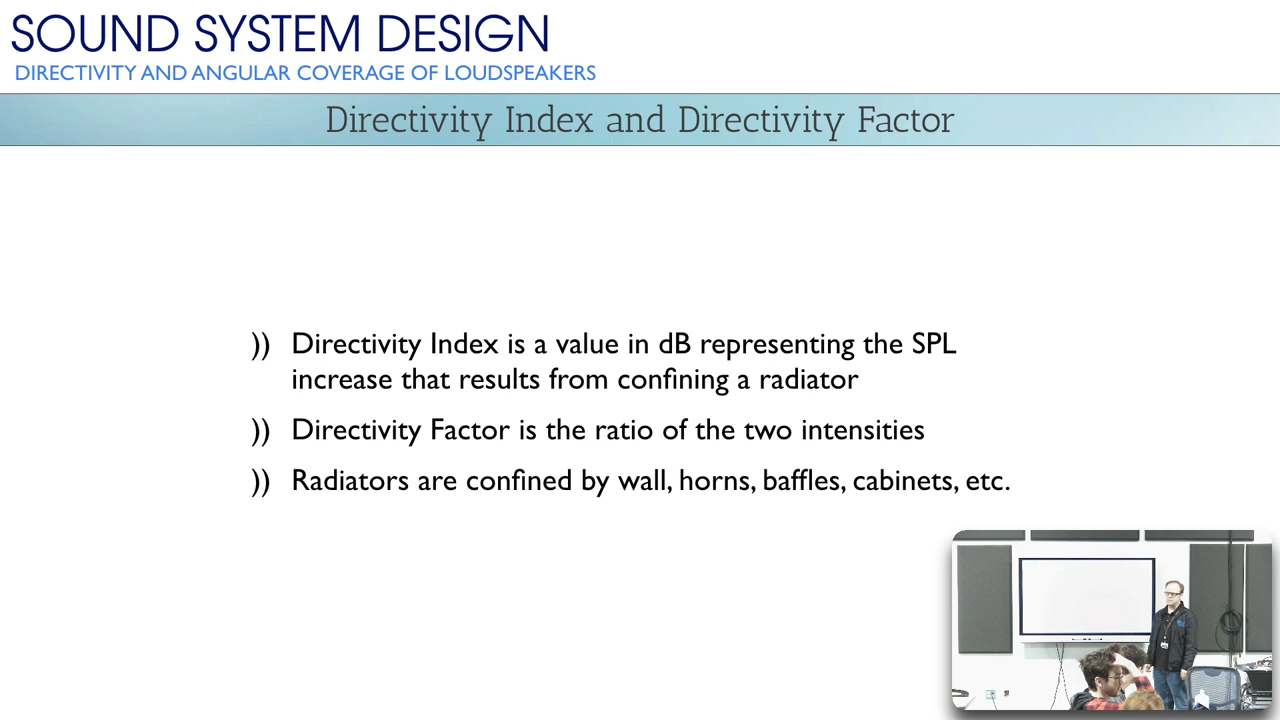 SOUND SYSTEM DESIGN
DIRECTIVITY AND ANGULAR COVERAGE OF LOUDSPEAKERS
Directivity Index and Directivity Factor
)) Directivity Index is a value in dB representing the SPL
increase that results from confining a radiator
)) Directivity Factor is the ratio of the two intensities
)) Radiators are confined by wall, horns, baffles, cabinets, etc.